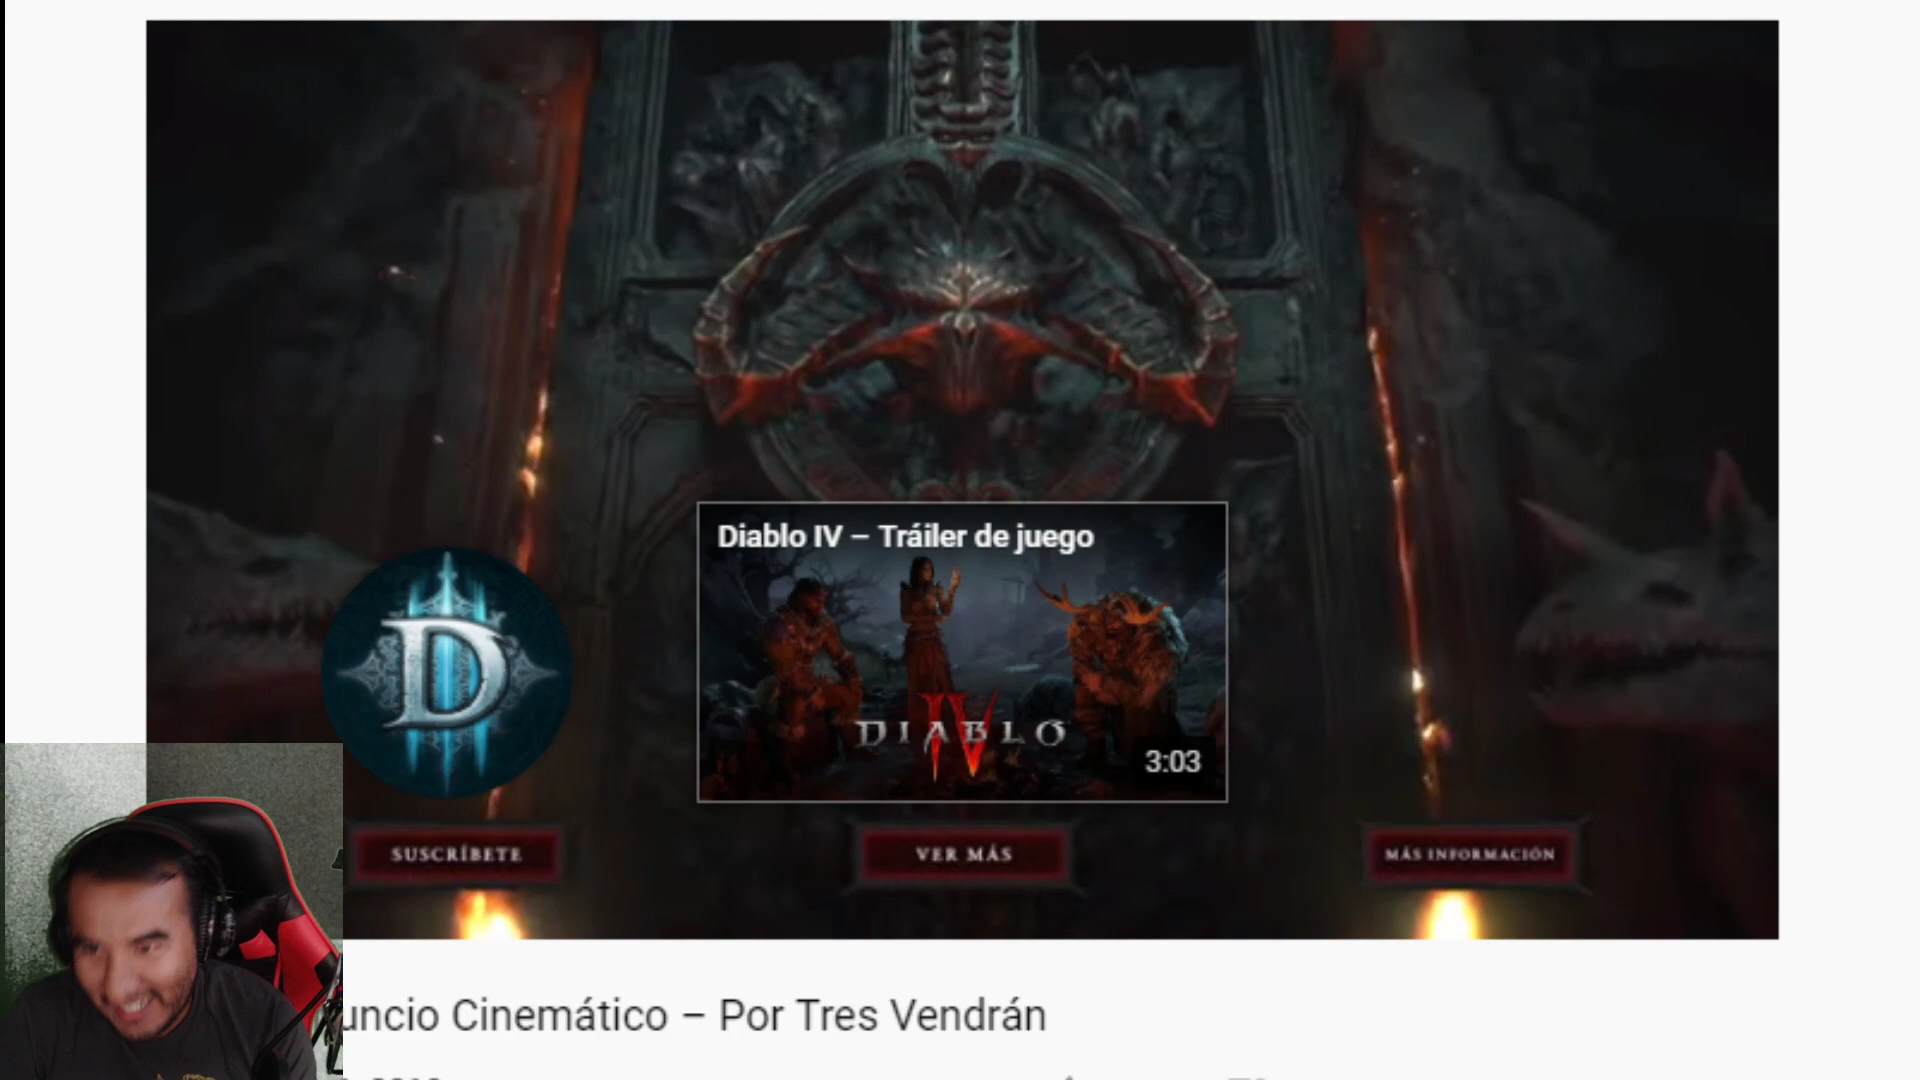 Diablo IV – Tráiler de juego
D
DIABLO
IV
3:03
SUSCRÍBETE
VER MÁS
MÁS INFORMACIÓN
uncio Cinemático – Por Tres Vendrán